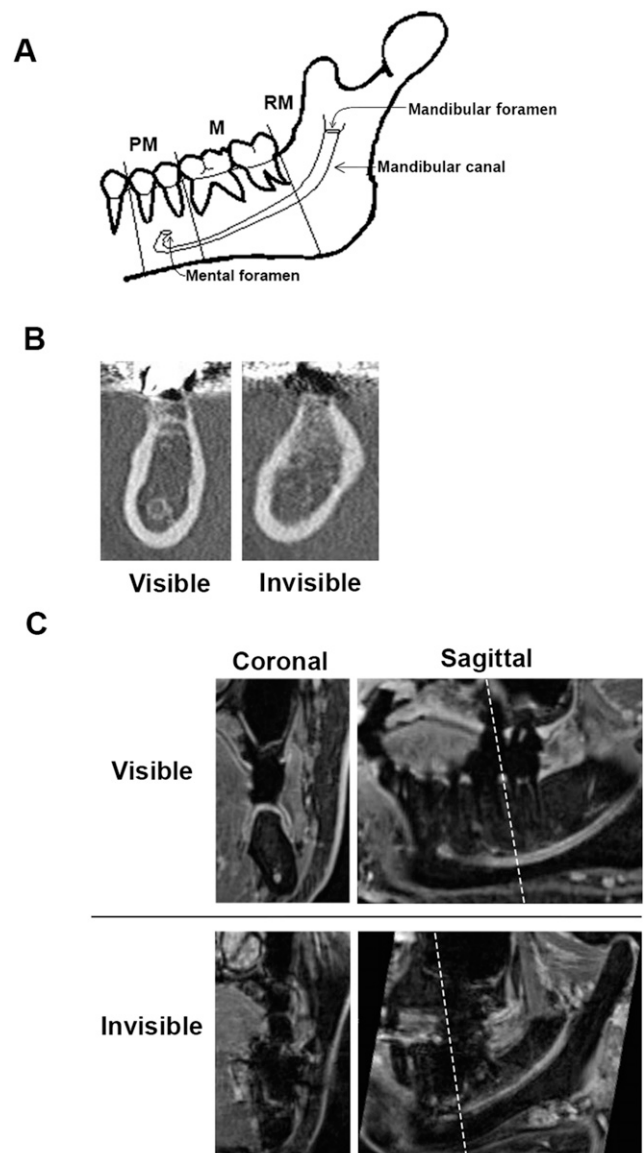 A
PM
M
RM
Mandibular foramen
Mandibular canal
Mental foramen
B
Visible
Invisible
C
Coronal
Sagittal
Visible
Invisible